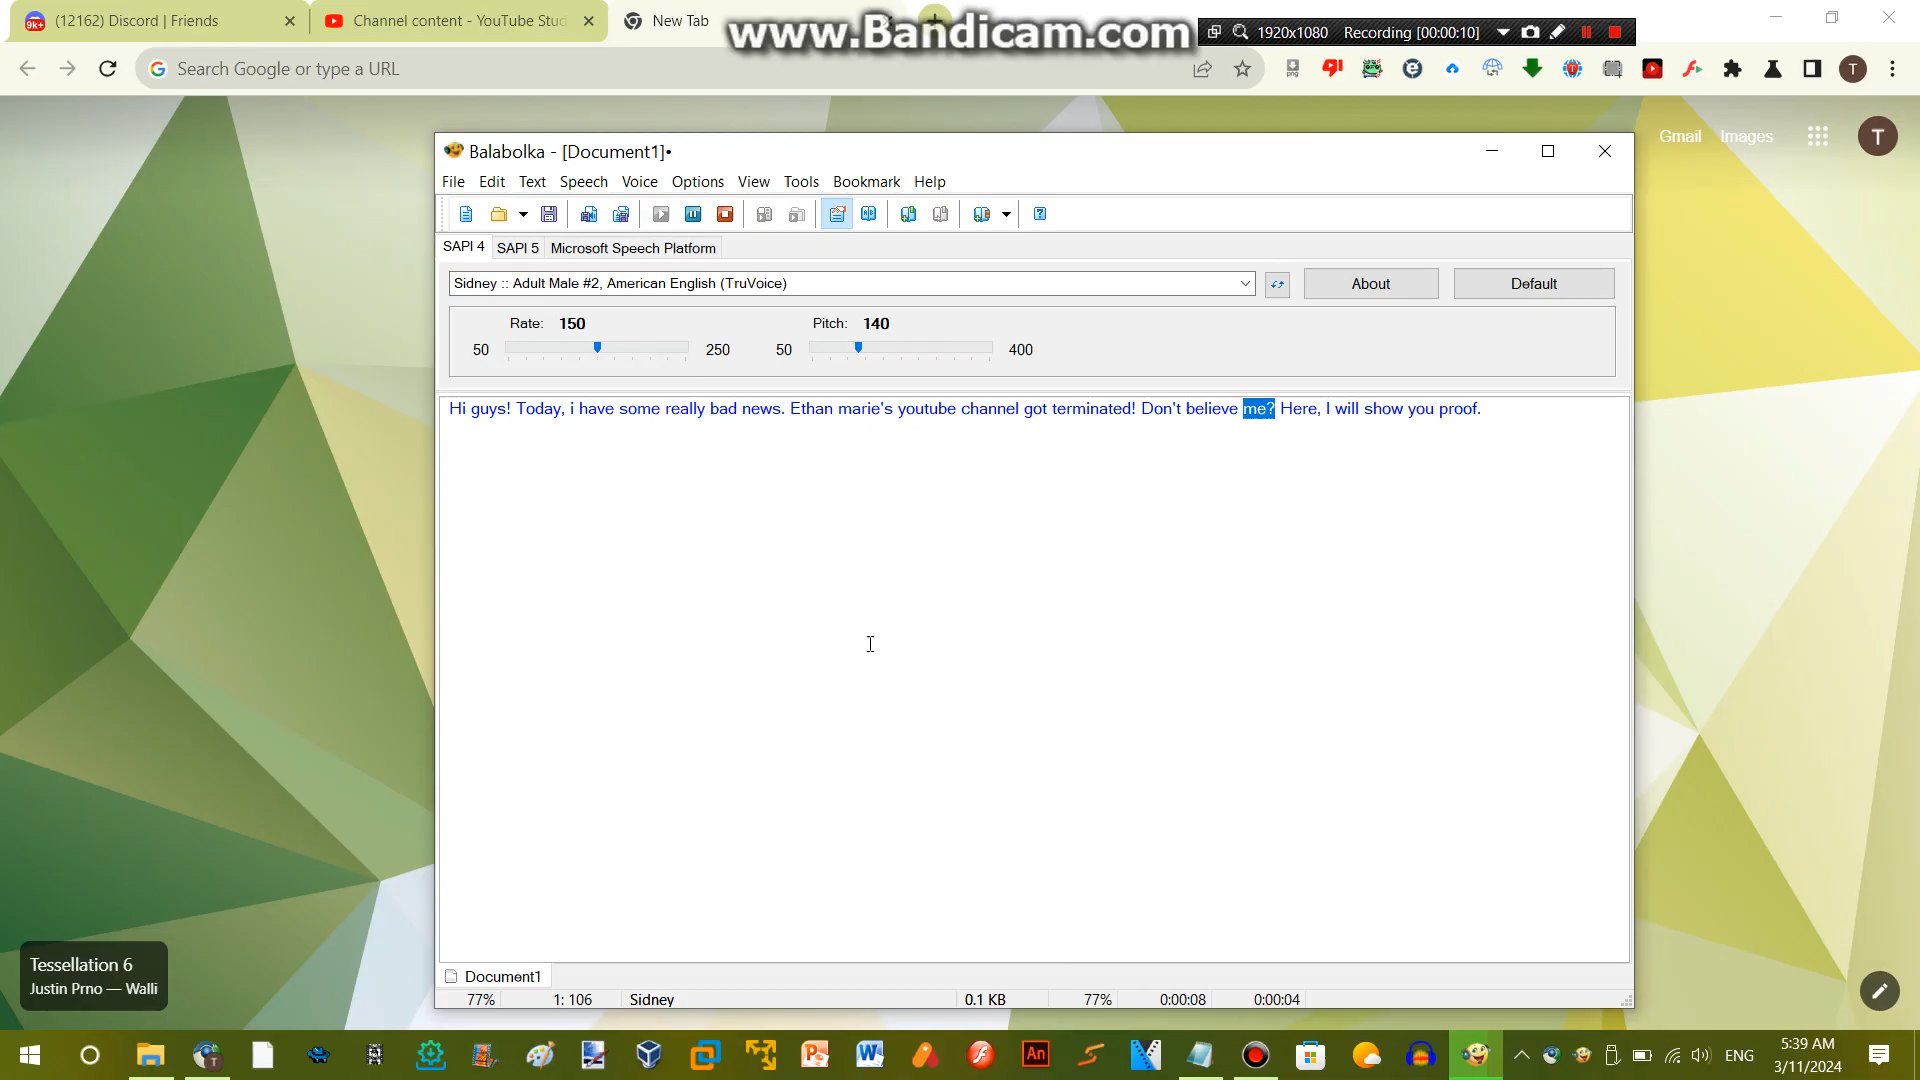 (12162) Discord | Friends
Channel content - YouTube Stud
New Tab
www.Bandicam.com
1920x1080
Recording [00:00:10]
Search Google or type a URL
Gmail
Images
T
T
Balabolka - [Document1]•
File Edit Text Speech Voice Options View Tools Bookmark Help
SAPI 4
SAPI 5
Microsoft Speech Platform
Sidney :: Adult Male #2, American English (TruVoice)
About
Default
Rate: 150
Pitch: 140
50
250
50
400
Hi guys! Today, i have some really bad news. Ethan marie's youtube channel got terminated! Don't believe me? Here, I will show you proof.
Tessellation 6
Justin Prno — Walli
Document1
77%
1: 106
Sidney
0.1 KB
77%
0:00:08
0:00:04
ENG
5:39 AM
3/11/2024